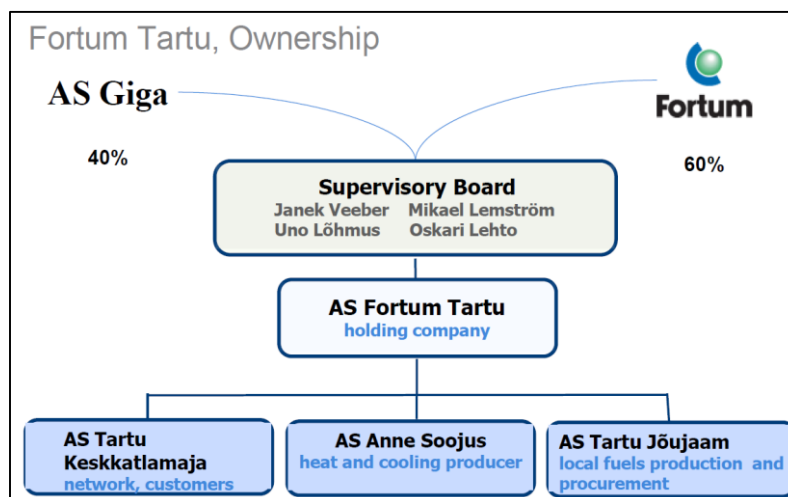 Fortum Tartu, Ownership
AS Giga
Fortum
40%
60%
Supervisory Board
Janek Veeber Mikael Lemström
Uno Lõhmus Oskari Lehto
AS Fortum Tartu
holding company
AS Tartu
Keskkatlamaja
network, customers
AS Anne Soojus
heat and cooling producer
AS Tartu Jõujaam
local fuels production and
procurement